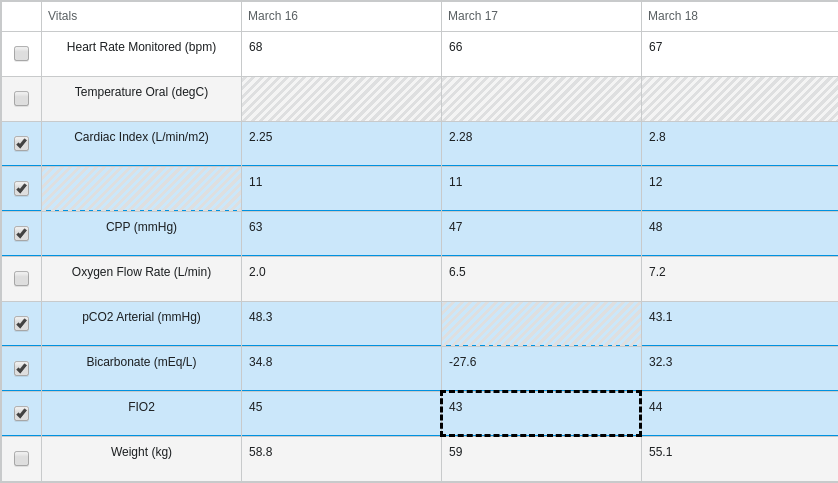 Vitals March 16 March 17 March 18
Heart Rate Monitored (bpm) 68 66 67
Temperature Oral (degC)
Cardiac Index (L/min/m2) 2.25 2.28 2.8
11 11 12
CPP (mmHg) 63 47 48
Oxygen Flow Rate (L/min) 2.0 6.5 7.2
pCO2 Arterial (mmHg) 48.3 43.1
Bicarbonate (mEq/L) 34.8 -27.6 32.3
FIO2 45 43 44
Weight (kg) 58.8 59 55.1